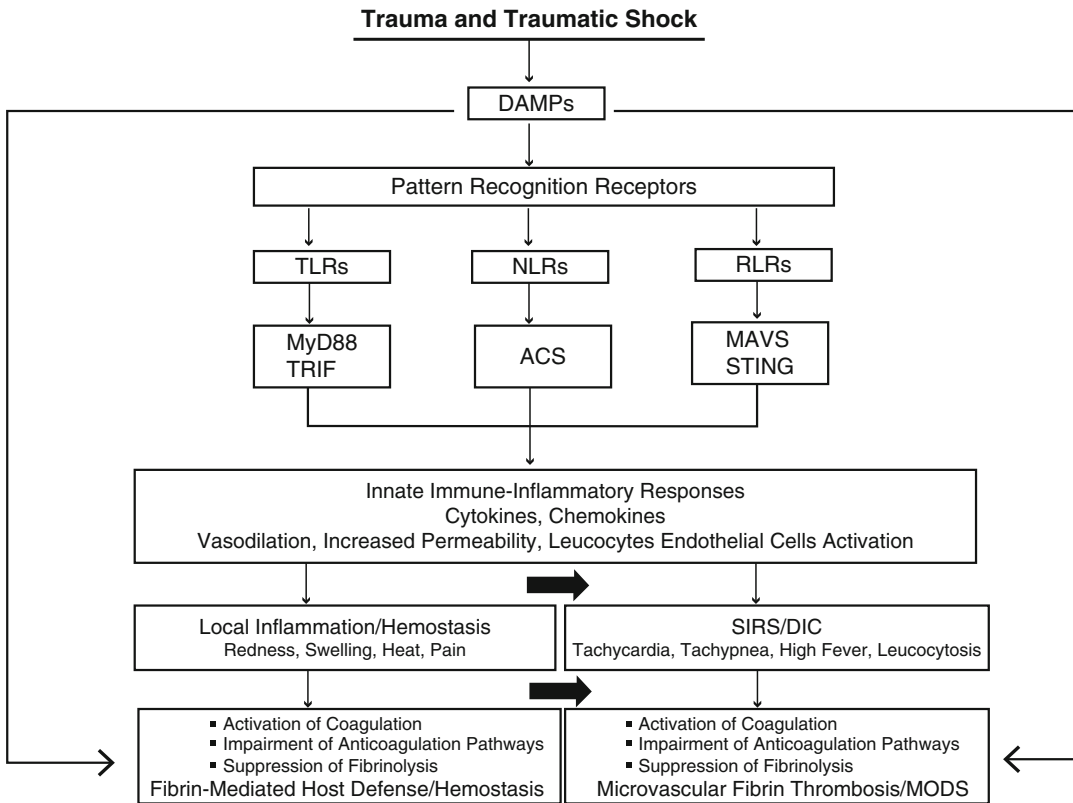 Trauma and Traumatic Shock
DAMPs
Pattern Recognition Receptors
TLRs
NLRs
RLRs
MyD88
TRIF
ACS
MAVS
STING
Innate Immune-Inflammatory Responses
Cytokines, Chemokines
Vasodilation, Increased Permeability, Leucocytes Endothelial Cells Activation
Local Inflammation/Hemostasis
Redness, Swelling, Heat, Pain
SIRS/DIC
Tachycardia, Tachypnea, High Fever, Leucocytosis
▪ Activation of Coagulation
▪ Impairment of Anticoagulation Pathways
▪ Suppression of Fibrinolysis
Fibrin-Mediated Host Defense/Hemostasis
▪ Activation of Coagulation
▪ Impairment of Anticoagulation Pathways
▪ Suppression of Fibrinolysis
Microvascular Fibrin Thrombosis/MODS